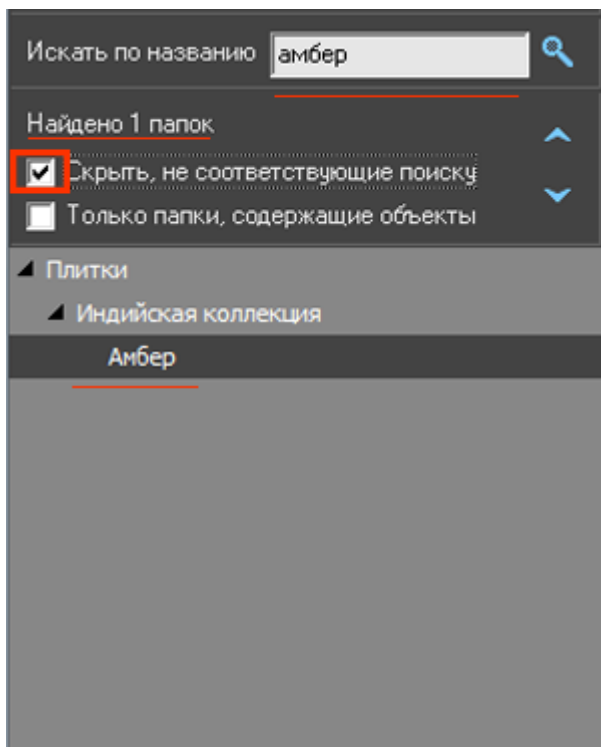 Искать по названию амбер
Найдено 1 папок
Скрыть, не соответствующие поиску
Только папки, содержащие объекты
Плитки
Индийская коллекция
Амбер